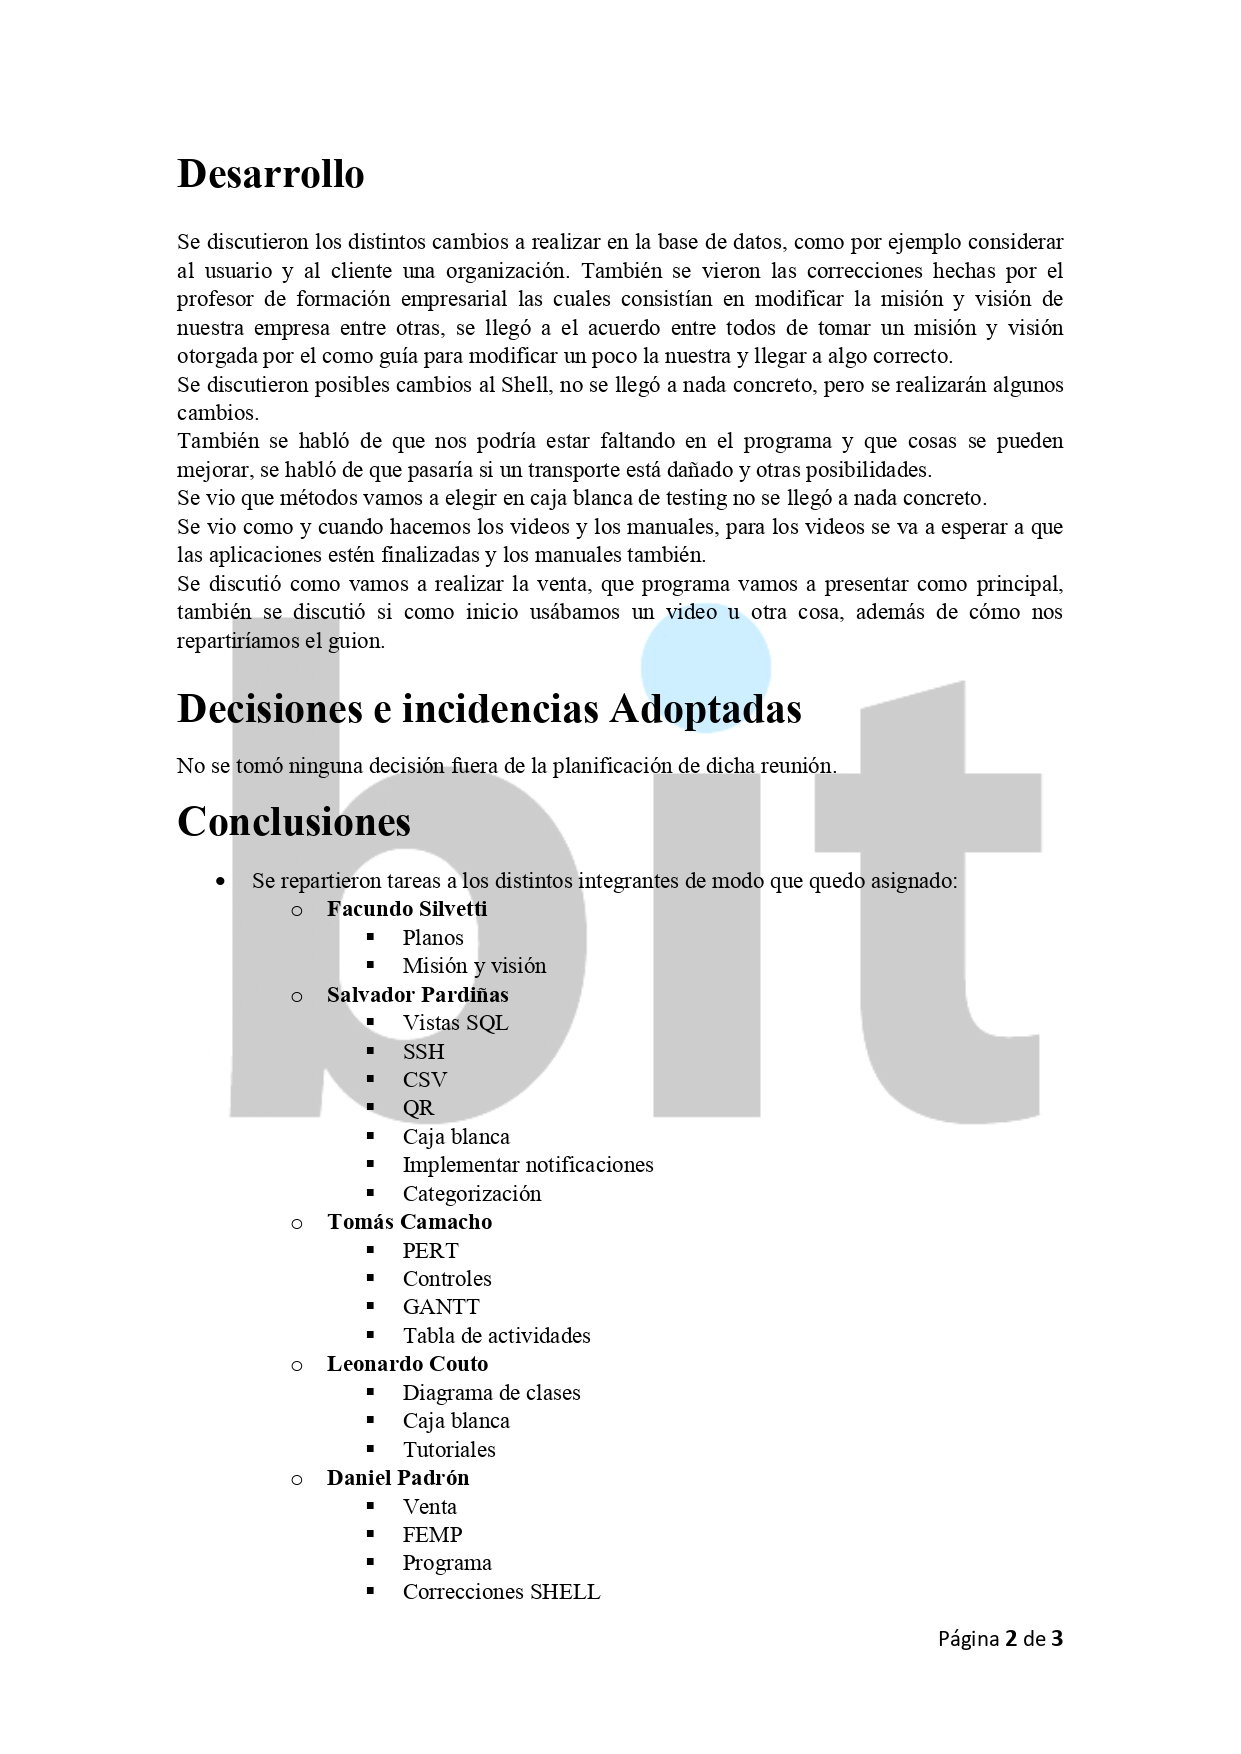 Desarrollo
Se discutieron los distintos cambios a realizar en la base de datos, como por ejemplo considerar
al usuario y al cliente una organización. También se vieron las correcciones hechas por el
profesor de formación empresarial las cuales consistían en modificar la misión y visión de
nuestra empresa entre otras, se llegó a el acuerdo entre todos de tomar un misión y visión
otorgada por el como guía para modificar un poco la nuestra y llegar a algo correcto.
Se discutieron posibles cambios al Shell, no se llegó a nada concreto, pero se realizarán algunos
cambios.
También se habló de que nos podría estar faltando en el programa y que cosas se pueden
mejorar, se habló de que pasaría si un transporte está dañado y otras posibilidades.
Se vio que métodos vamos a elegir en caja blanca de testing no se llegó a nada concreto.
Se vio como y cuando hacemos los videos y los manuales, para los videos se va a esperar a que
las aplicaciones estén finalizadas y los manuales también.
Se discutió como vamos a realizar la venta, que programa vamos a presentar como principal,
también se discutió si como inicio usábamos un video u otra cosa, además de cómo nos
repartiríamos el guion.
Decisiones e incidencias Adoptadas
No se tomó ninguna decisión fuera de la planificación de dicha reunión.
Conclusiones
• Se repartieron tareas a los distintos integrantes de modo que quedo asignado:
o Facundo Silvetti
▪ Planos
▪ Misión y visión
o Salvador Pardiñas
▪ Vistas SQL
▪ SSH
▪ CSV
▪ QR
▪ Caja blanca
▪ Implementar notificaciones
▪ Categorización
o Tomás Camacho
▪ PERT
▪ Controles
▪ GANTT
▪ Tabla de actividades
o Leonardo Couto
▪ Diagrama de clases
▪ Caja blanca
▪ Tutoriales
o Daniel Padrón
▪ Venta
▪ FEMP
▪ Programa
▪ Correcciones SHELL
Página 2 de 3
bit